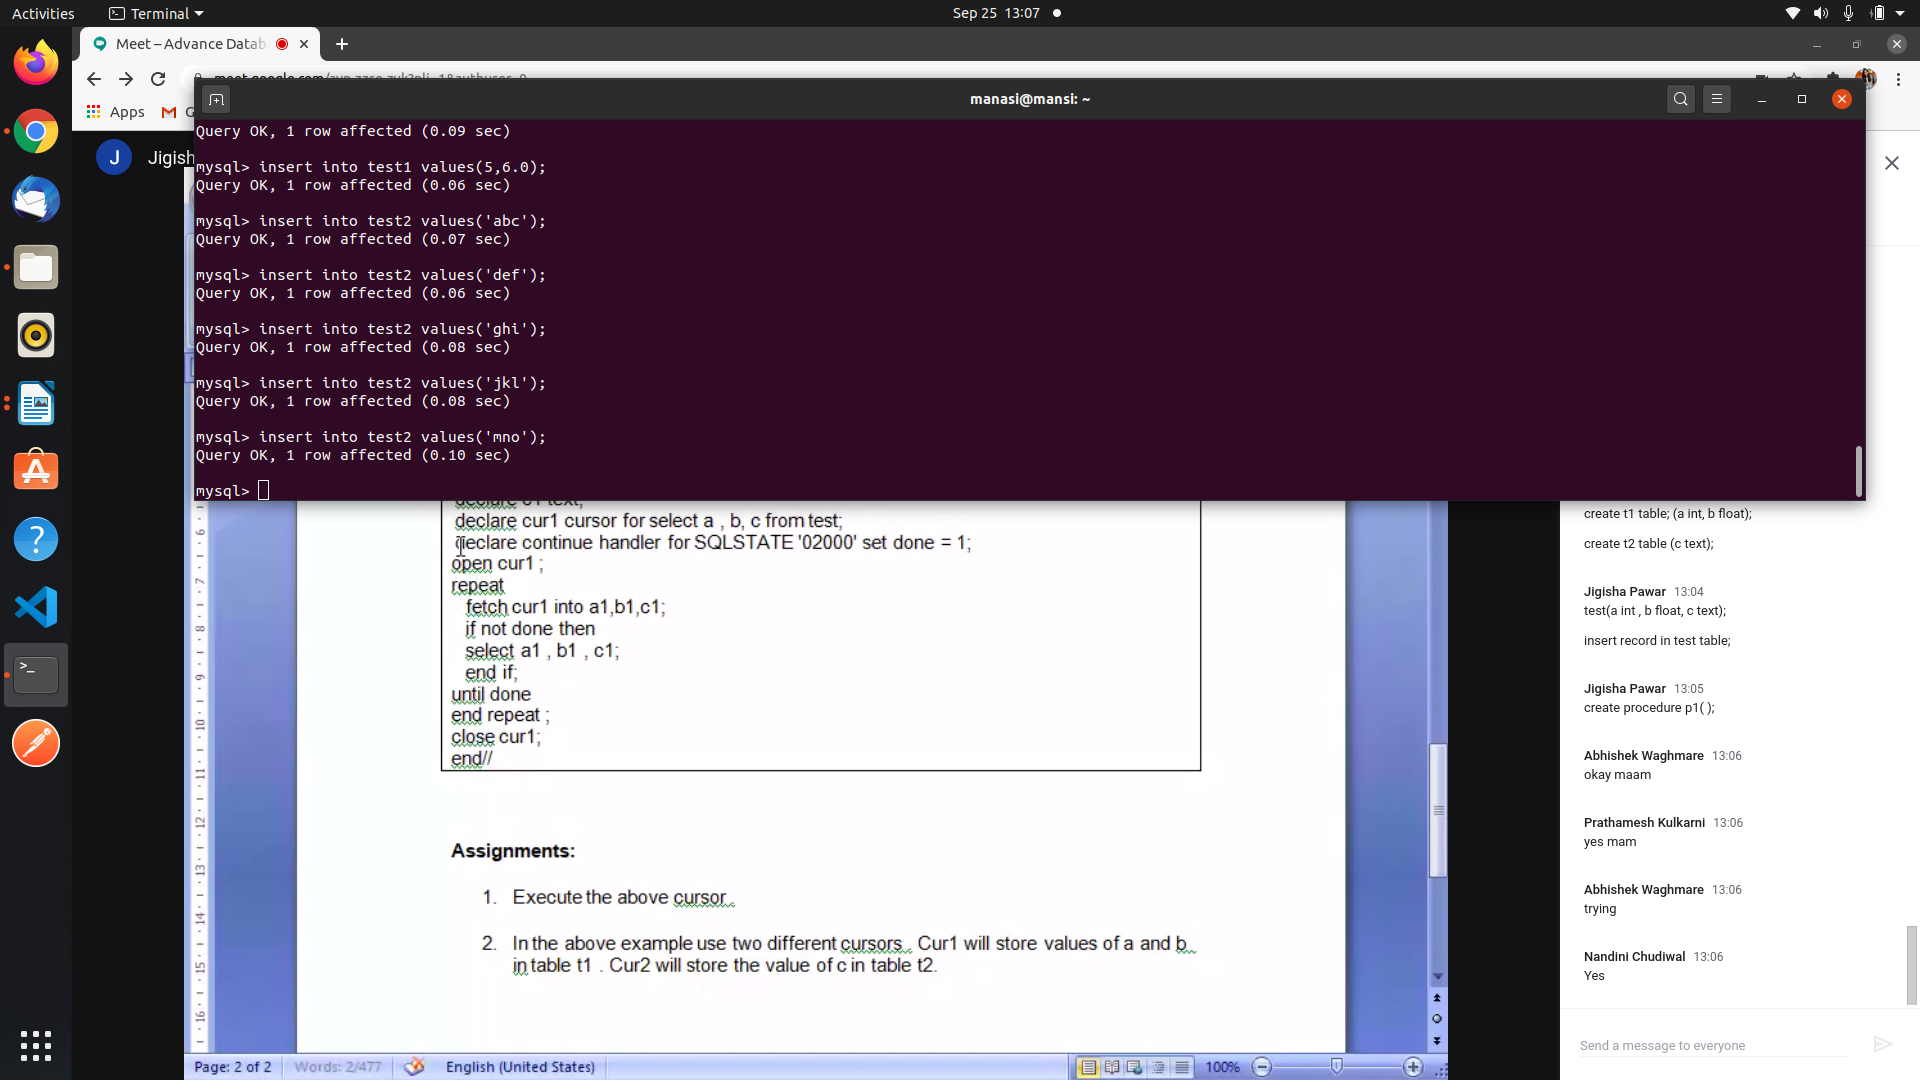 Activities
Terminal
Sep 25 13:07
Meet – Advance Datab
Apps
manasi@mansi: ~
J
Jigish
Query OK, 1 row affected (0.09 sec)
mysql> insert into test1 values(5,6.0);
Query OK, 1 row affected (0.06 sec)
mysql> insert into test2 values('abc');
Query OK, 1 row affected (0.07 sec)
mysql> insert into test2 values('def');
Query OK, 1 row affected (0.06 sec)
mysql> insert into test2 values('ghi');
Query OK, 1 row affected (0.08 sec)
mysql> insert into test2 values('jkl');
Query OK, 1 row affected (0.08 sec)
mysql> insert into test2 values('mno');
Query OK, 1 row affected (0.10 sec)
mysql>
declare c1 text;
declare cur1 cursor for select a , b, c from test;
declare continue handler for SQLSTATE '02000' set done = 1;
open cur1 ;
repeat
fetch cur1 into a1,b1,c1;
if not done then
select a1 , b1 , c1;
end if;
until done
end repeat ;
close cur1;
end//
Assignments:
1. Execute the above cursor .
2. In the above example use two different cursors . Cur1 will store values of a and b
in table t1 . Cur2 will store the value of c in table t2.
Page: 2 of 2
Words: 2/477
English (United States)
100%
create t1 table; (a int, b float);
create t2 table (c text);
Jigisha Pawar 13:04
test(a int , b float, c text);
insert record in test table;
Jigisha Pawar 13:05
create procedure p1( );
Abhishek Waghmare 13:06
okay maam
Prathamesh Kulkarni 13:06
yes mam
Abhishek Waghmare 13:06
trying
Nandini Chudiwal 13:06
Yes
Send a message to everyone